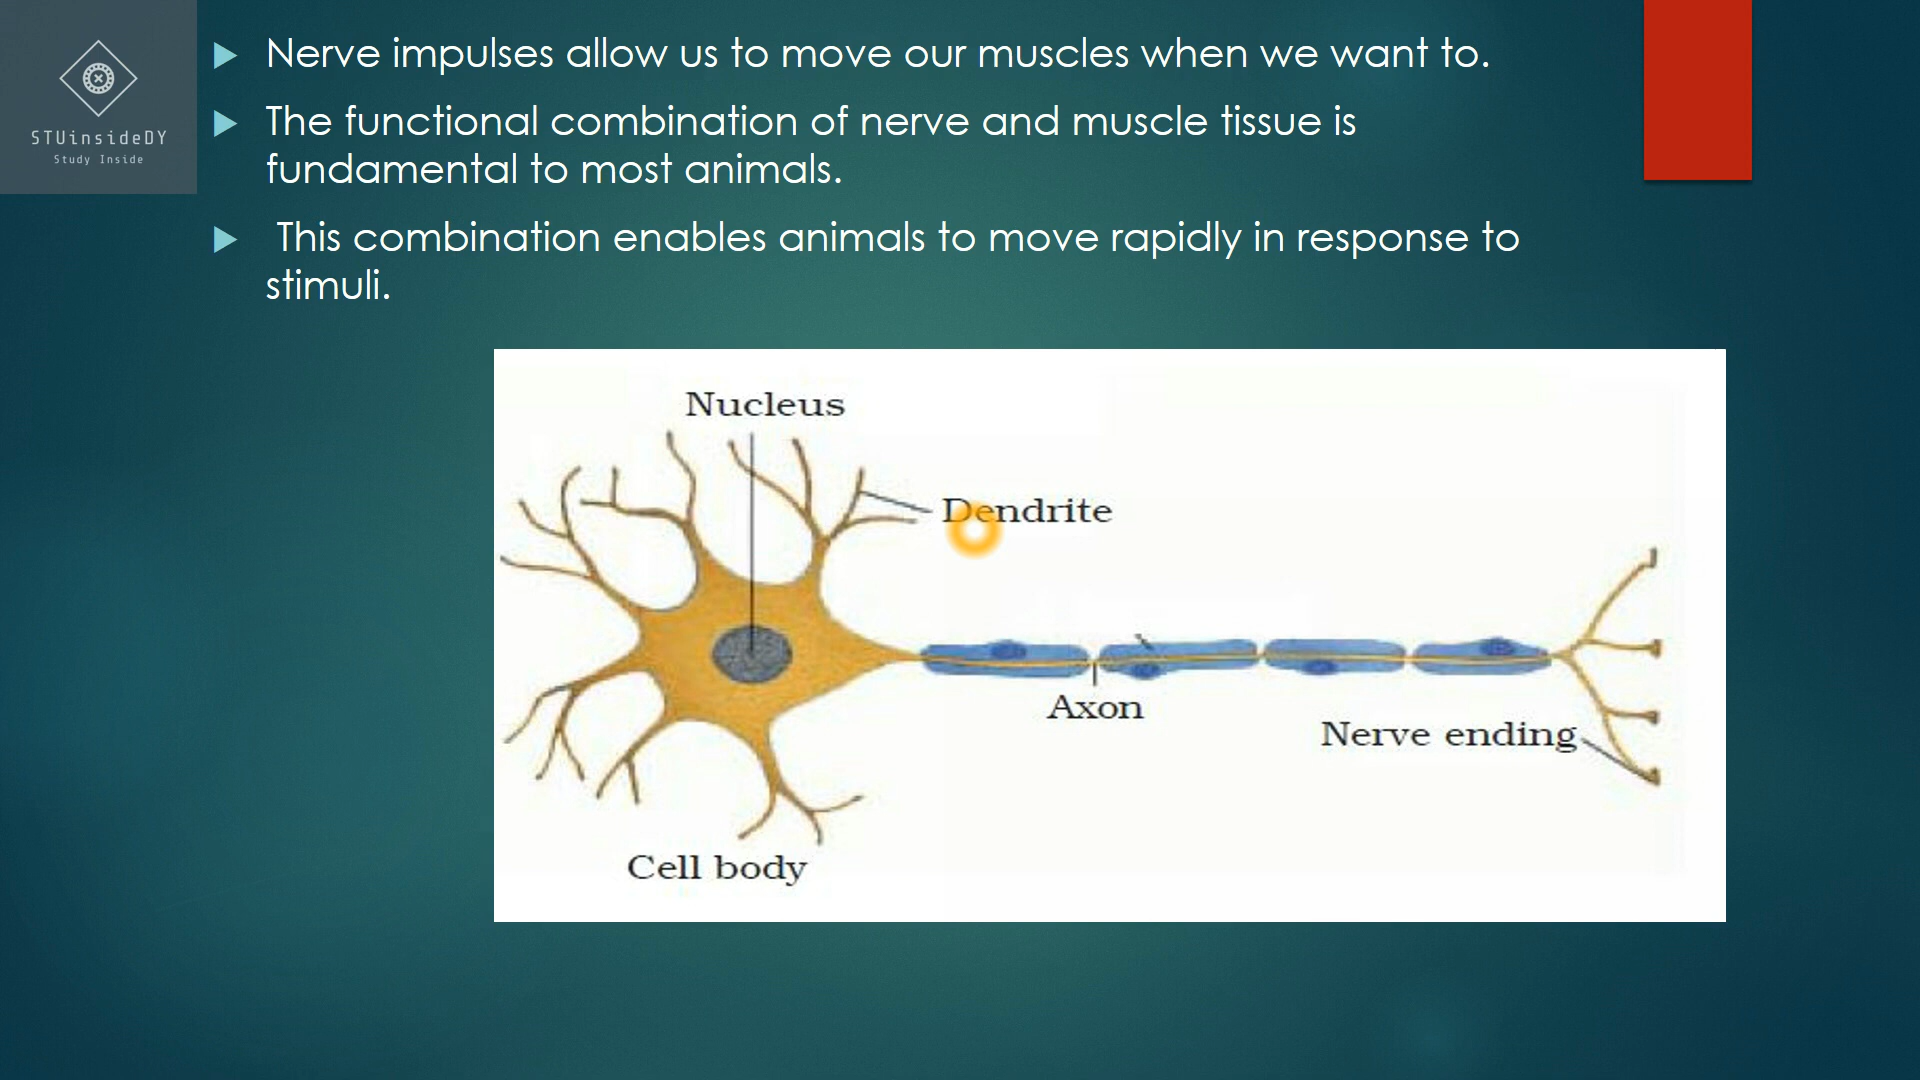 STUinsideDY
Study Inside
Nerve impulses allow us to move our muscles when we want to.
The functional combination of nerve and muscle tissue is
fundamental to most animals.
This combination enables animals to move rapidly in response to
stimuli.
Nucleus
Dendrite
Axon
Nerve ending
Cell body